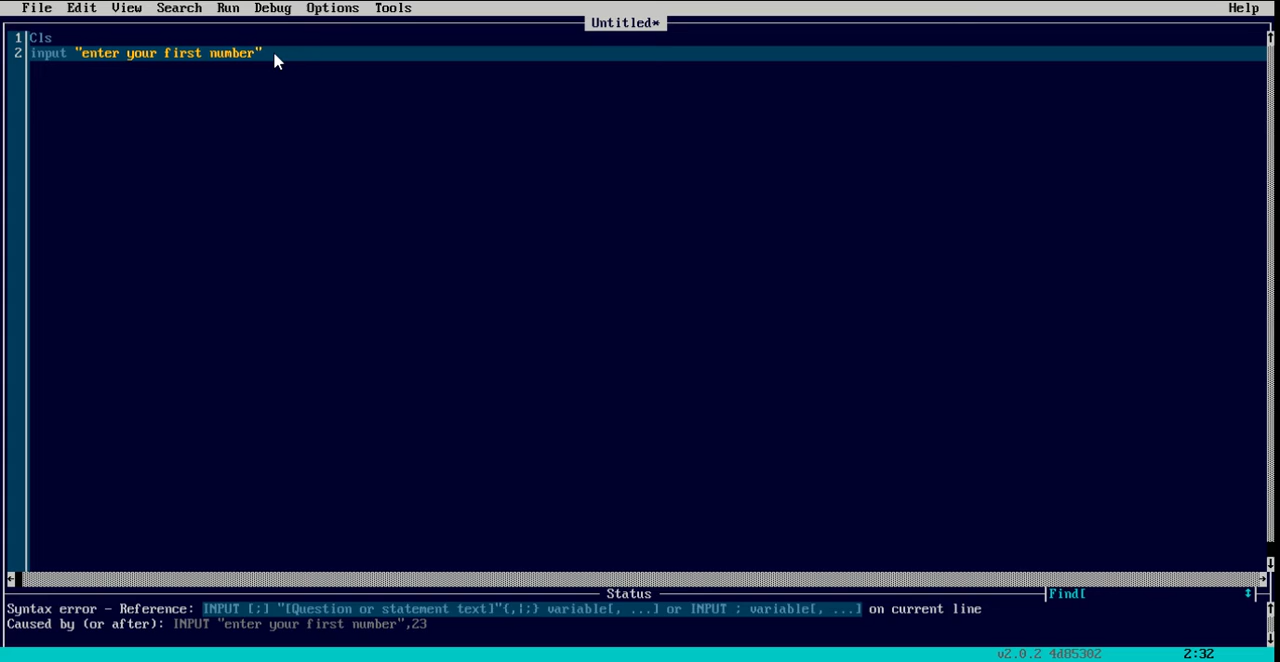 File Edit View Search Run Debug Options Tools Help
Untitled*
1 Cls
2 input "enter your first number"
Status
Find[
Syntax error - Reference: INPUT [;] "[Question or statement text]"{,|;} variable[, ...] or INPUT ; variable[, ...] on current line
Caused by (or after): INPUT "enter your first number",23
v2.0.2 4d85302 2:32